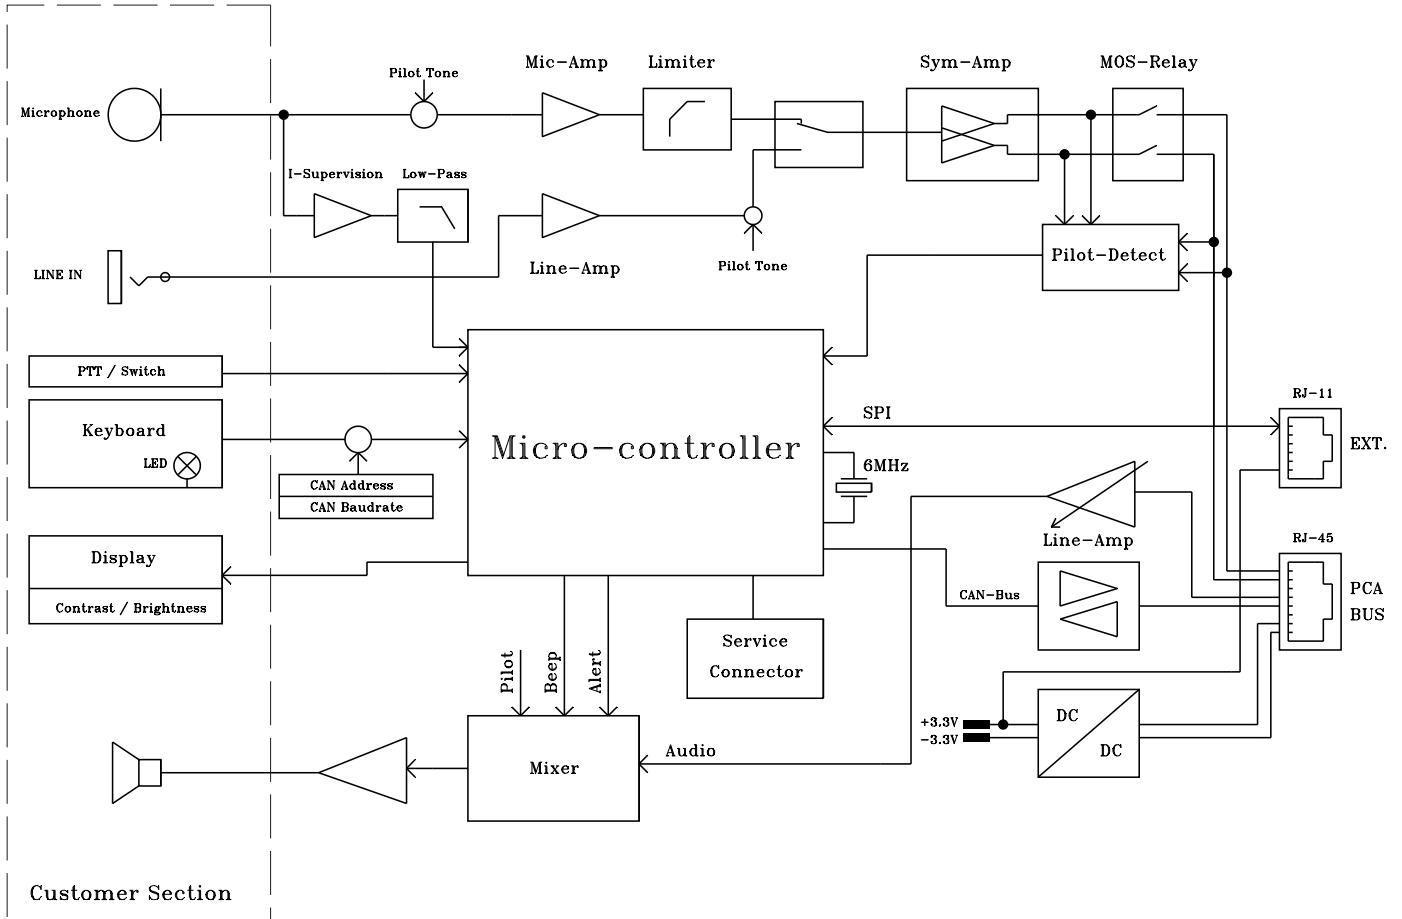 Pilot Tone
Mic-Amp
Limiter
Sym-Amp
MOS-Relay
Microphone
I-Supervision
Low-Pass
LINE IN
Line-Amp
Pilot Tone
Pilot-Detect
PTT / Switch
Keyboard
LED
CAN Address
CAN Baudrate
Micro-controller
SPI
6MHz
RJ-11
EXT.
Line-Amp
RJ-45
PCA
BUS
CAN-Bus
Display
Contrast / Brightness
Service
Connector
Pilot
Beep
Alert
+3.3V
-3.3V
DC
DC
Audio
Mixer
Customer Section